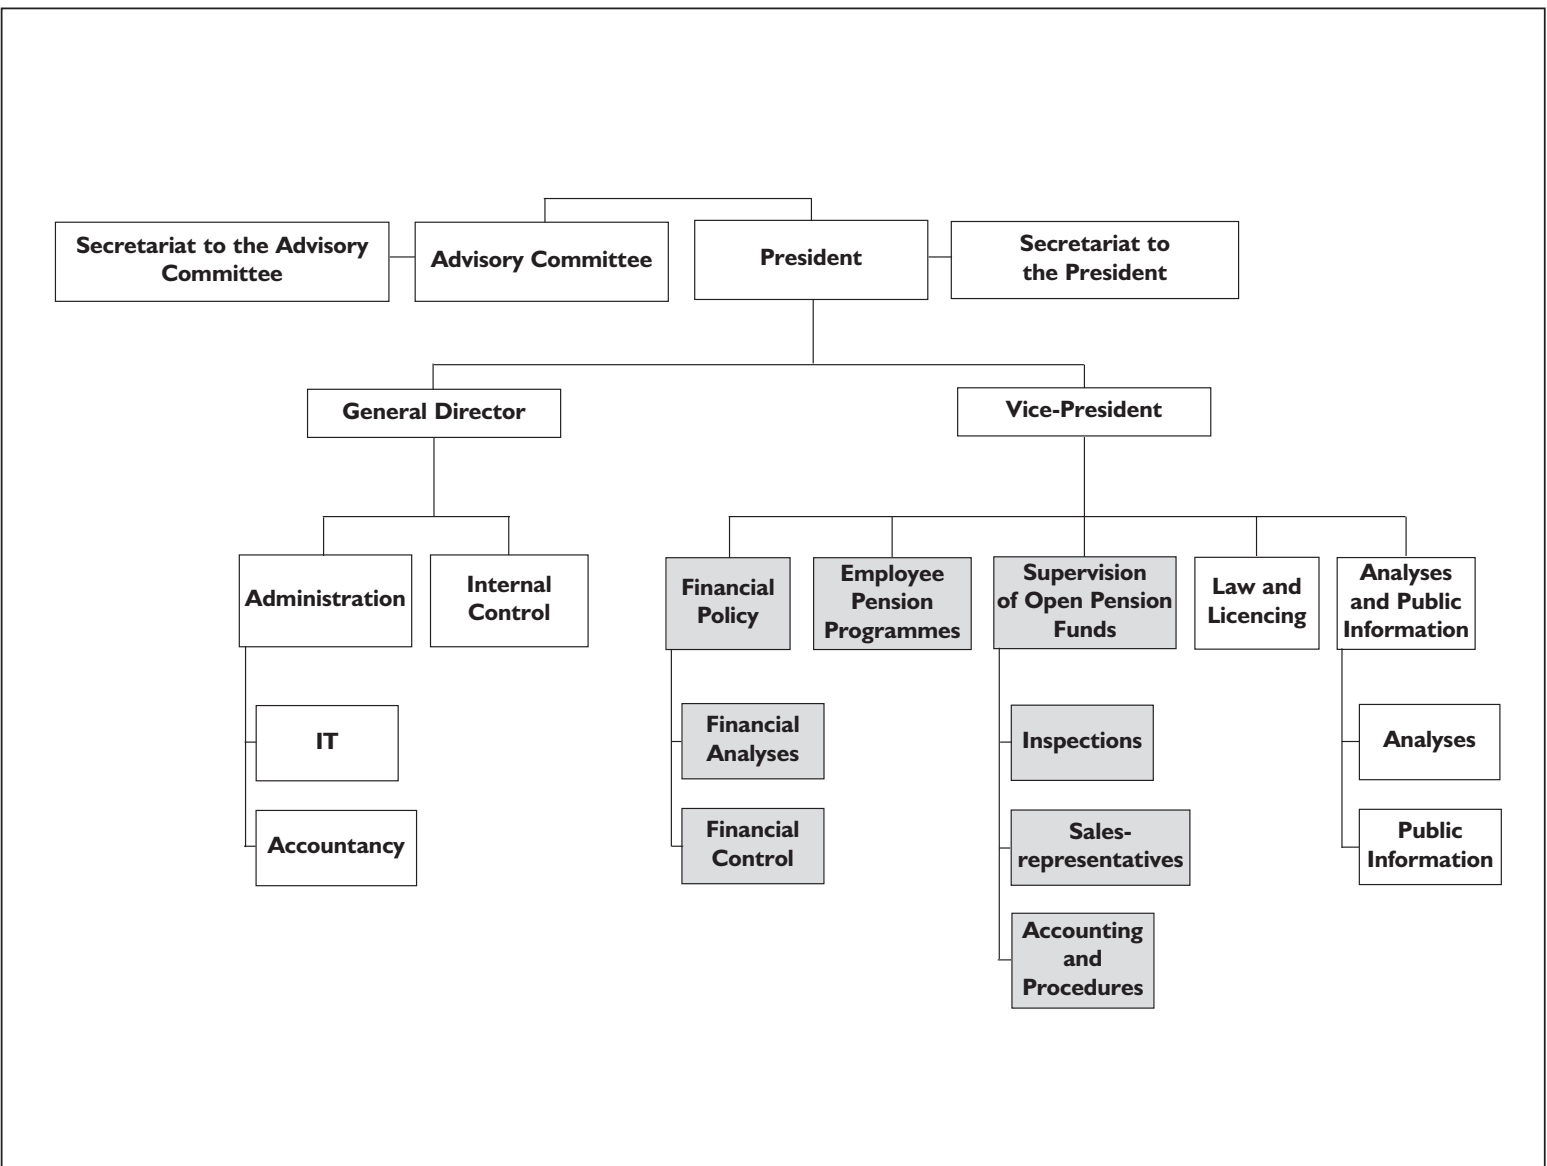 Secretariat to the Advisory
Committee
Advisory Committee
President
Secretariat to
the President
General Director
Vice-President
Administration
Internal
Control
Financial
Policy
Employee
Pension
Programmes
Supervision
of Open Pension
Funds
Law and
Licencing
Analyses
and Public
Information
IT
Accountancy
Financial
Analyses
Financial
Control
Inspections
Sales-
representatives
Accounting
and
Procedures
Analyses
Public
Information